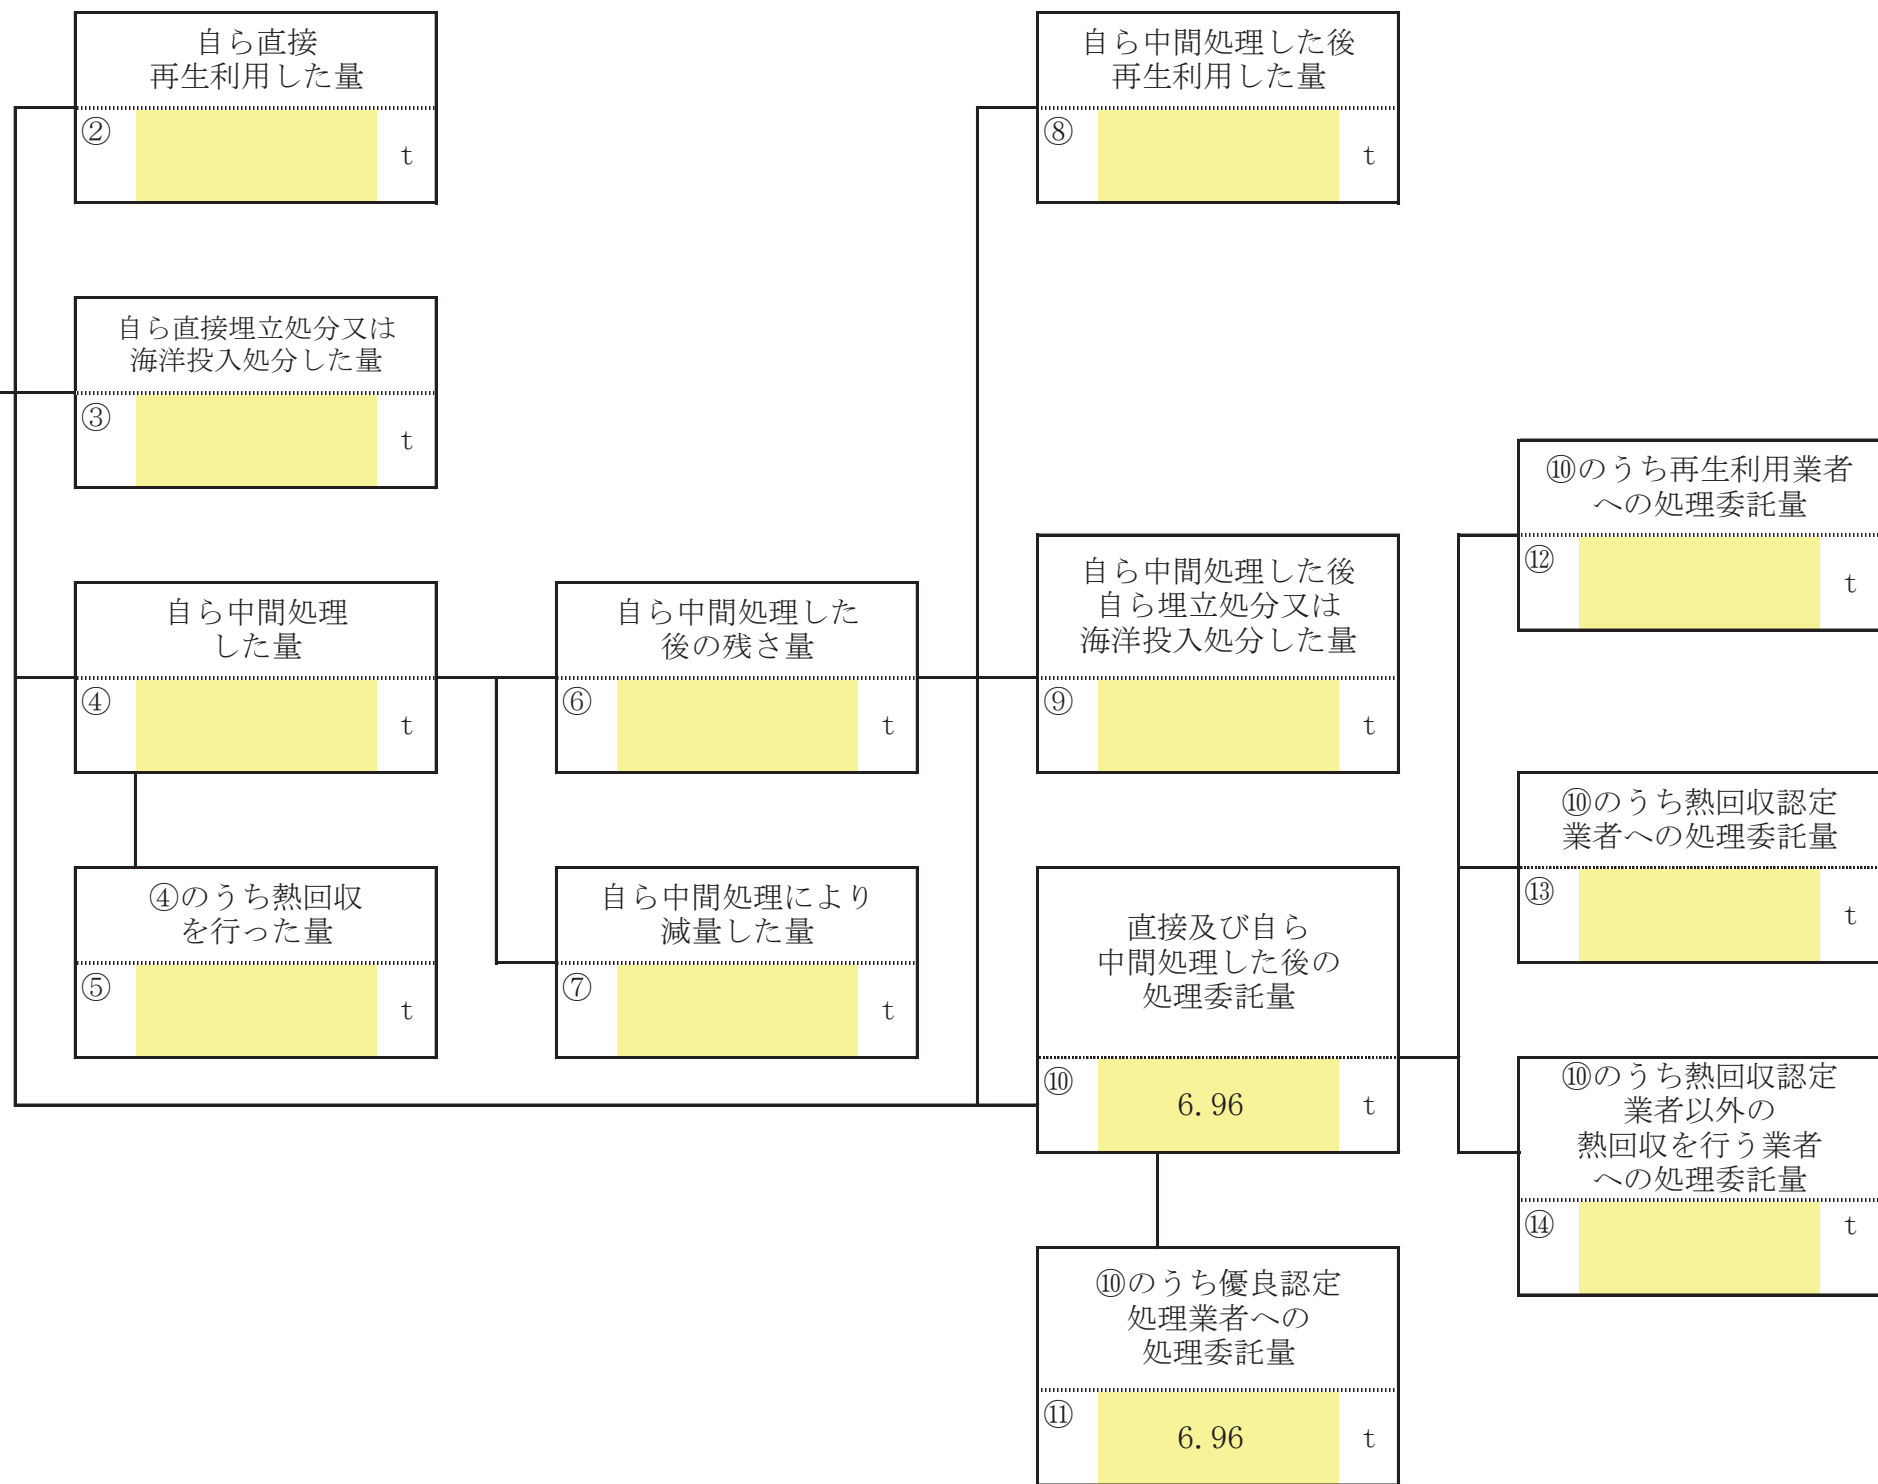 自ら直接
再生利用した量
②
t
自ら中間処理した後
再生利用した量
⑧
t
自ら直接埋立処分又は
海洋投入処分した量
③
t
⑩のうち再生利用業者
への処理委託量
⑫
t
自ら中間処理
した量
④
t
自ら中間処理した
後の残さ量
⑥
t
自ら中間処理した後
自ら埋立処分又は
海洋投入処分した量
⑨
t
⑩のうち熱回収認定
業者への処理委託量
⑬
t
④のうち熱回収
を行った量
⑤
t
自ら中間処理により
減量した量
⑦
t
直接及び自ら
中間処理した後の
処理委託量
⑩
6.96 t
⑩のうち熱回収認定
業者以外の
熱回収を行う業者
への処理委託量
⑭
t
⑩のうち優良認定
処理業者への
処理委託量
⑪
6.96 t